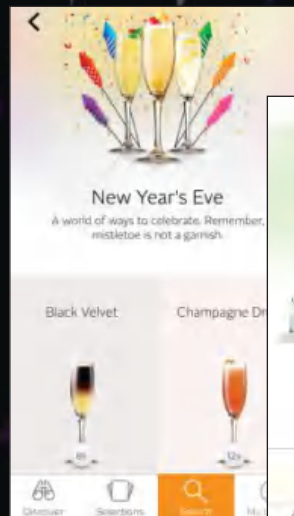 New Year's Eve
A world of ways to celebrate. Remember,
mistletoe is not a garnish.
Black Velvet
Champagne Dr
Discover
Selections
Search